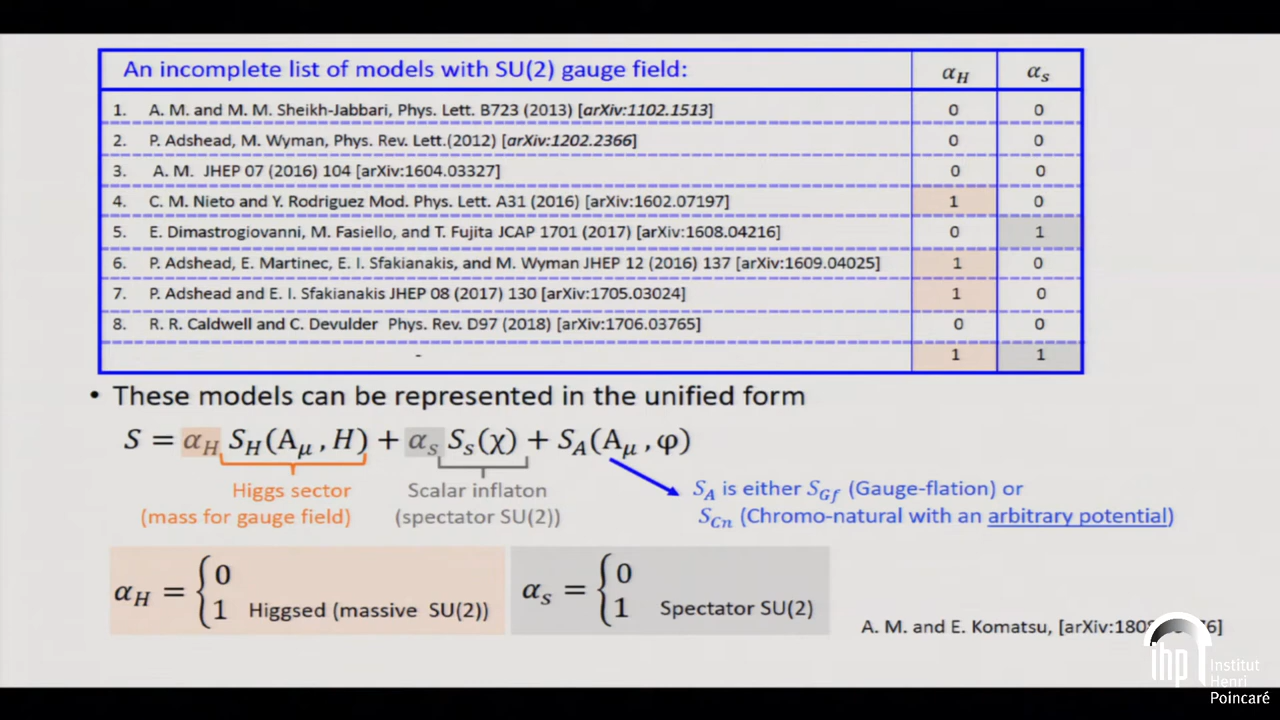 An incomplete list of models with SU(2) gauge field: α_H α_s
1. A. M. and M. M. Sheikh-Jabbari, Phys. Lett. B723 (2013) [arXiv:1102.1513] 0 0
2. P. Adshead, M. Wyman, Phys. Rev. Lett.(2012) [arXiv:1202.2366] 0 0
3. A. M. JHEP 07 (2016) 104 [arXiv:1604.03327] 0 0
4. C. M. Nieto and Y. Rodriguez Mod. Phys. Lett. A31 (2016) [arXiv:1602.07197] 1 0
5. E. Dimastrogiovanni, M. Fasiello, and T. Fujita JCAP 1701 (2017) [arXiv:1608.04216] 0 1
6. P. Adshead, E. Martinec, E. I. Sfakianakis, and M. Wyman JHEP 12 (2016) 137 [arXiv:1609.04025] 1 0
7. P. Adshead and E. I. Sfakianakis JHEP 08 (2017) 130 [arXiv:1705.03024] 1 0
8. R. R. Caldwell and C. Devulder Phys. Rev. D97 (2018) [arXiv:1706.03765] 0 0
- 1 1
• These models can be represented in the unified form
S = α_H S_H(A_μ, H) + α_s S_s(χ) + S_A(A_μ, φ)
Higgs sector
(mass for gauge field)
Scalar inflaton
(spectator SU(2))
S_A is either S_Gf (Gauge-flation) or
S_Cn (Chromo-natural with an arbitrary potential)
α_H = { 0
1 Higgsed (massive SU(2))
α_s = { 0
1 Spectator SU(2)
A. M. and E. Komatsu,
ihp Institut
Henri
Poincaré